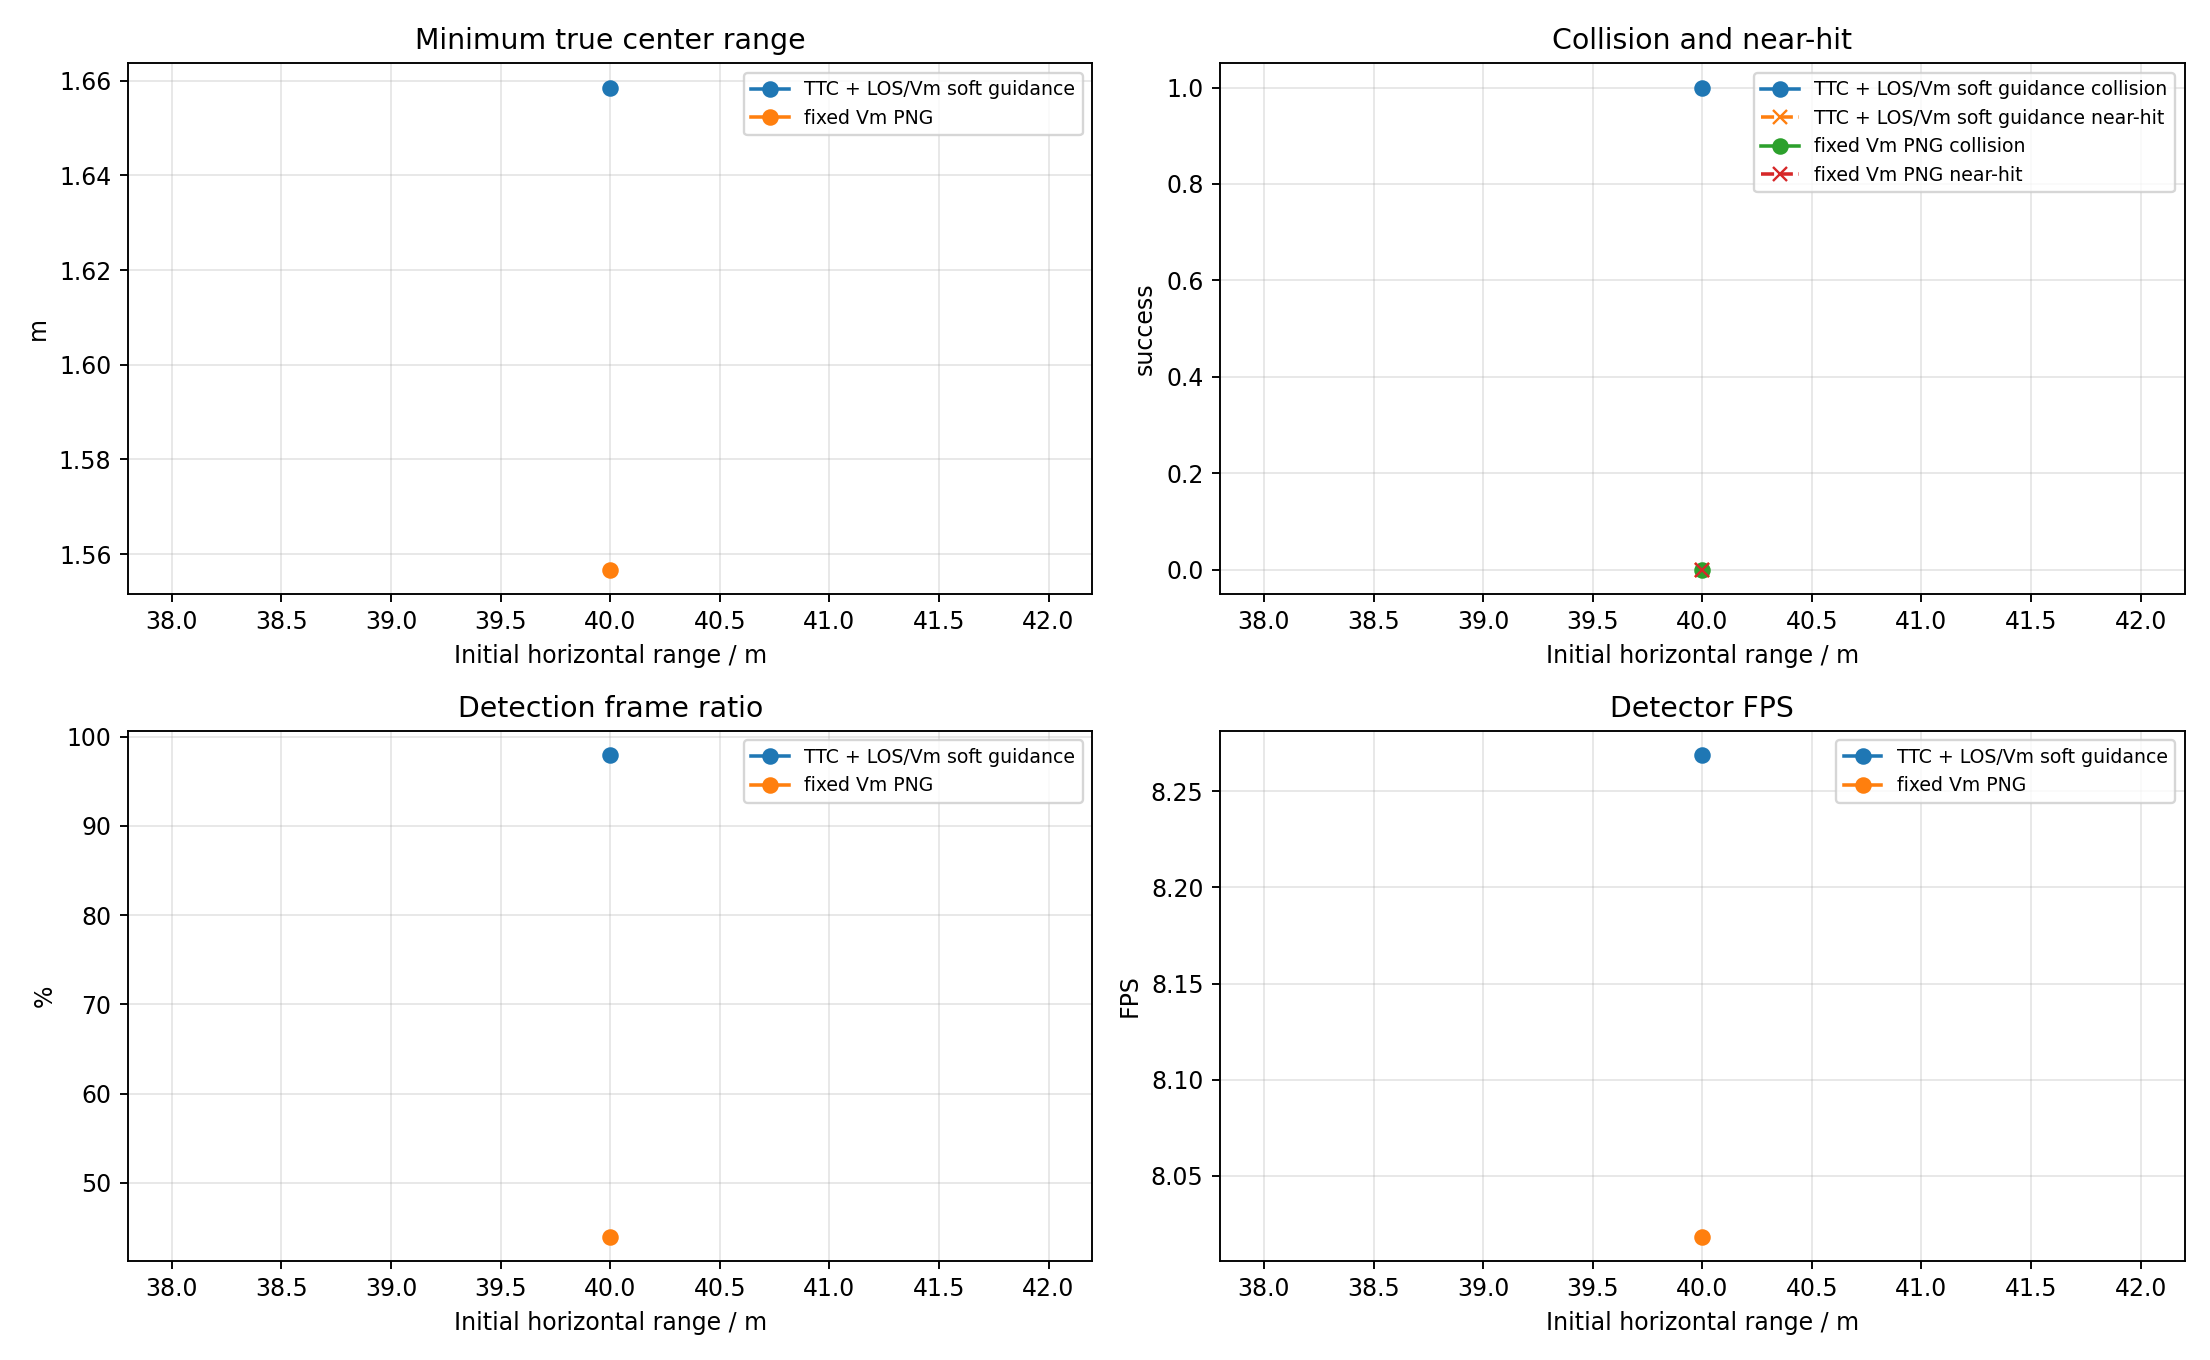 Minimum true center range
1.66
1.64
1.62
1.60
1.58
1.56
m
TTC + LOS/Vm soft guidance
fixed Vm PNG
38.0 38.5 39.0 39.5 40.0 40.5 41.0 41.5 42.0
Initial horizontal range / m
Collision and near-hit
1.0
0.8
0.6
0.4
0.2
0.0
success
TTC + LOS/Vm soft guidance collision
TTC + LOS/Vm soft guidance near-hit
fixed Vm PNG collision
fixed Vm PNG near-hit
38.0 38.5 39.0 39.5 40.0 40.5 41.0 41.5 42.0
Initial horizontal range / m
Detection frame ratio
100
90
80
70
60
50
%
TTC + LOS/Vm soft guidance
fixed Vm PNG
38.0 38.5 39.0 39.5 40.0 40.5 41.0 41.5 42.0
Initial horizontal range / m
Detector FPS
8.25
8.20
8.15
8.10
8.05
FPS
TTC + LOS/Vm soft guidance
fixed Vm PNG
38.0 38.5 39.0 39.5 40.0 40.5 41.0 41.5 42.0
Initial horizontal range / m